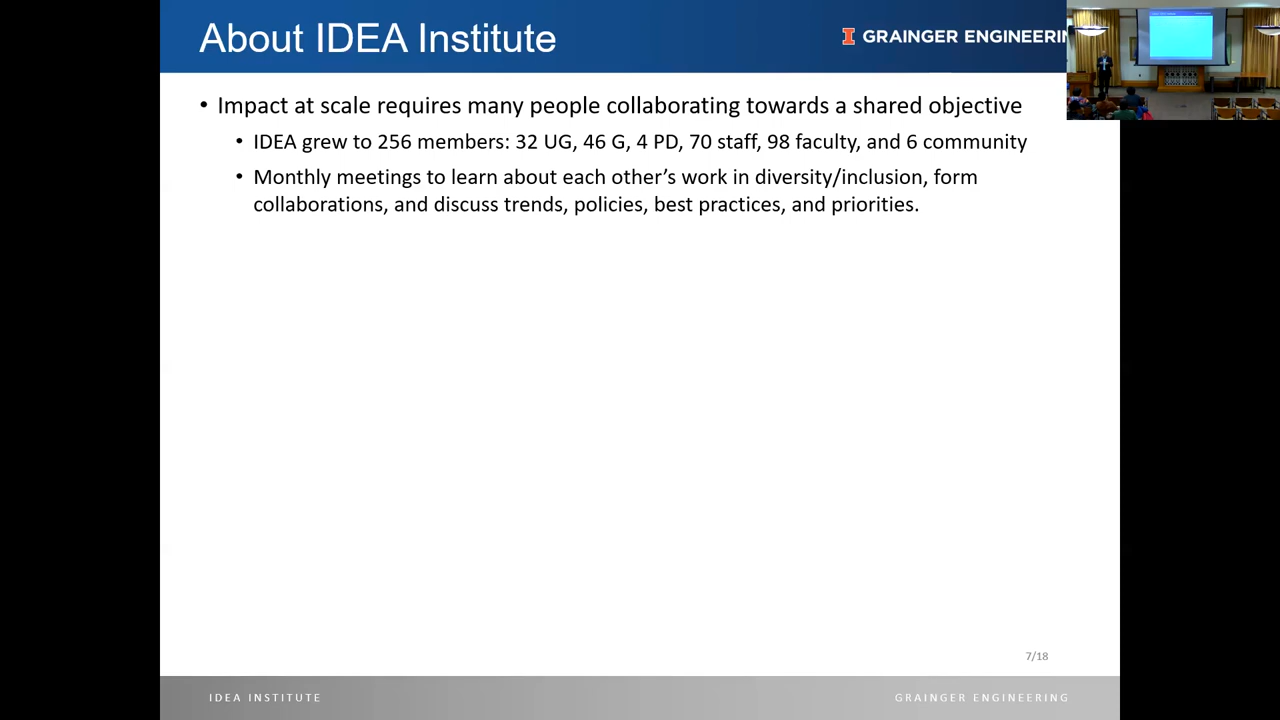 About IDEA Institute
I GRAINGER ENGINEERIN
• Impact at scale requires many people collaborating towards a shared objective
• IDEA grew to 256 members: 32 UG, 46 G, 4 PD, 70 staff, 98 faculty, and 6 community
• Monthly meetings to learn about each other’s work in diversity/inclusion, form
collaborations, and discuss trends, policies, best practices, and priorities.
7/18
IDEA INSTITUTE
GRAINGER ENGINEERING